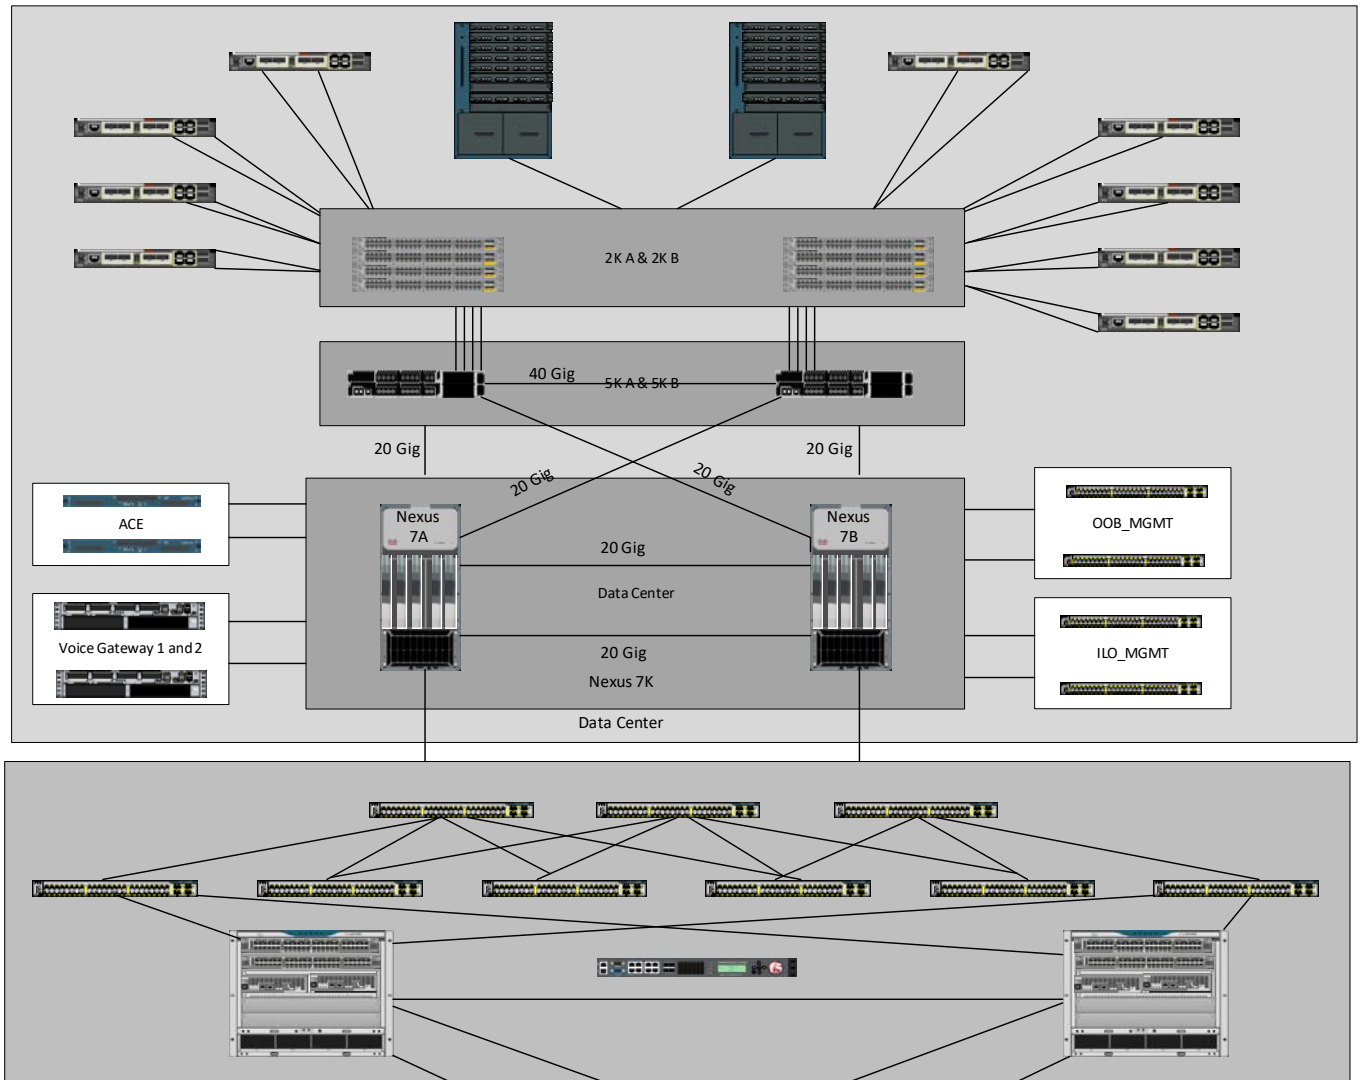 2K A & 2K B
40 Gig
5K A & 5K B
20 Gig
20 Gig
20 Gig
20 Gig
ACE
Nexus
7A
Nexus
7B
OOB_MGMT
20 Gig
Data Center
Voice Gateway 1 and 2
20 Gig
ILO_MGMT
Nexus 7K
Data Center
f5